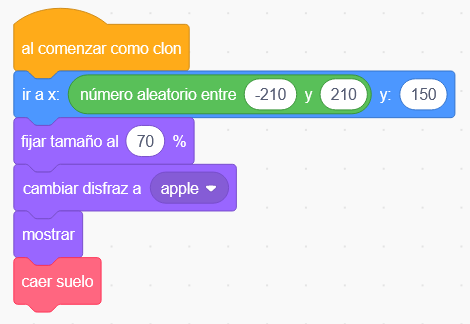 al comenzar como clon
ir a x: número aleatorio entre -210 y 210 y: 150
fijar tamaño al 70 %
cambiar disfraz a apple
mostrar
caer suelo